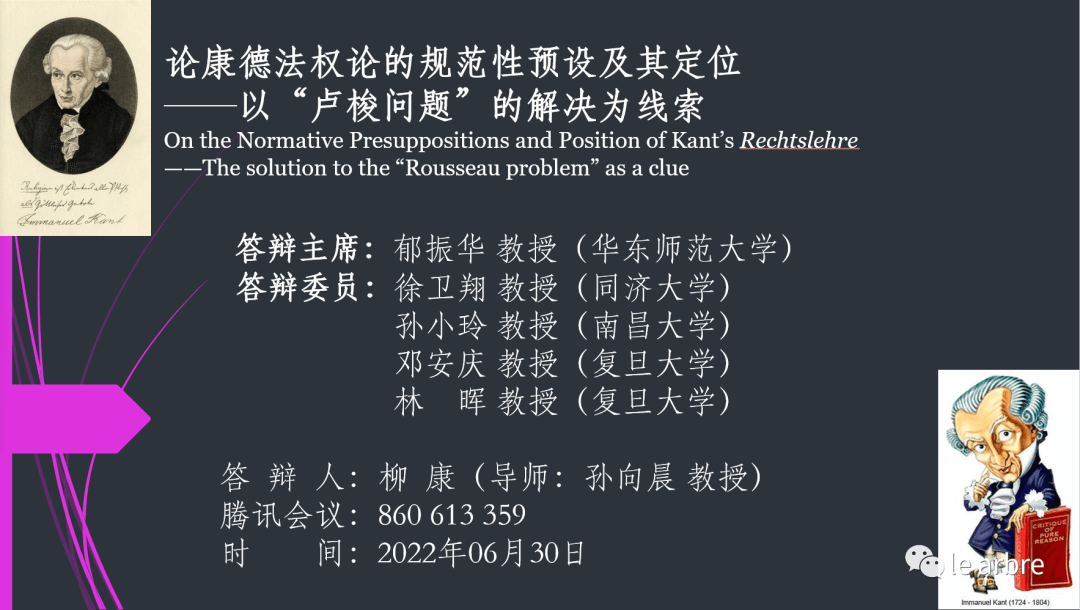 论康德法权论的规范性预设及其定位
——以“卢梭问题”的解决为线索
On the Normative Presuppositions and Position of Kant’s Rechtslehre
——The solution to the “Rousseau problem” as a clue
答辩主席：郁振华 教授（华东师范大学）
答辩委员：徐卫翔 教授（同济大学）
孙小玲 教授（南昌大学）
邓安庆 教授（复旦大学）
林 晖 教授（复旦大学）
答 辩 人：柳 康（导师：孙向晨 教授）
腾讯会议：860 613 359
时 间：2022年06月30日
Immanuel Kant
CRITIQUE
OF
PURE
REASON
le arbre
Immanuel Kant (1724 - 1804)